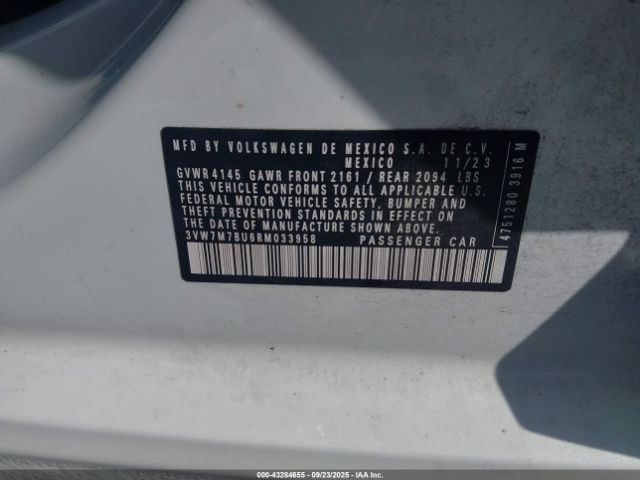 MFD BY VOLKSWAGEN DE MEXICO S.A. DE C.V.
MEXICO 11/23
GVWR 4145 GAWR FRONT 2161 / REAR 2094 LBS
THIS VEHICLE CONFORMS TO ALL APPLICABLE U.S.
FEDERAL MOTOR VEHICLE SAFETY, BUMPER AND
THEFT PREVENTION STANDARDS IN EFFECT ON
THE DATE OF MANUFACTURE SHOWN ABOVE.
3VW7M7BU6RM033958 PASSENGER CAR
4751280 3916 M
000-43284655 - 09/23/2025 - IAAI.COM